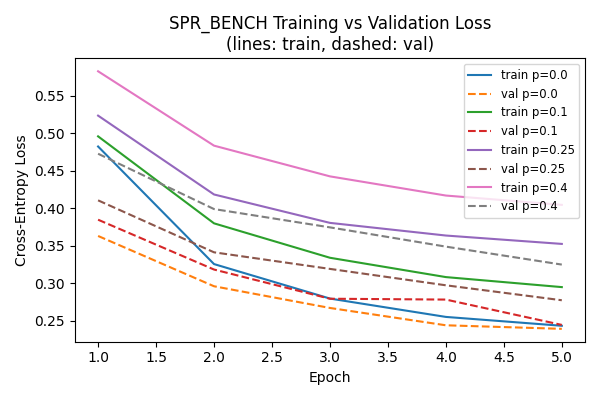 SPR_BENCH Training vs Validation Loss
(lines: train, dashed: val)
Cross-Entropy Loss
0.55
0.50
0.45
0.40
0.35
0.30
0.25
train p=0.0
val p=0.0
train p=0.1
val p=0.1
train p=0.25
val p=0.25
train p=0.4
val p=0.4
1.0 1.5 2.0 2.5 3.0 3.5 4.0 4.5 5.0
Epoch